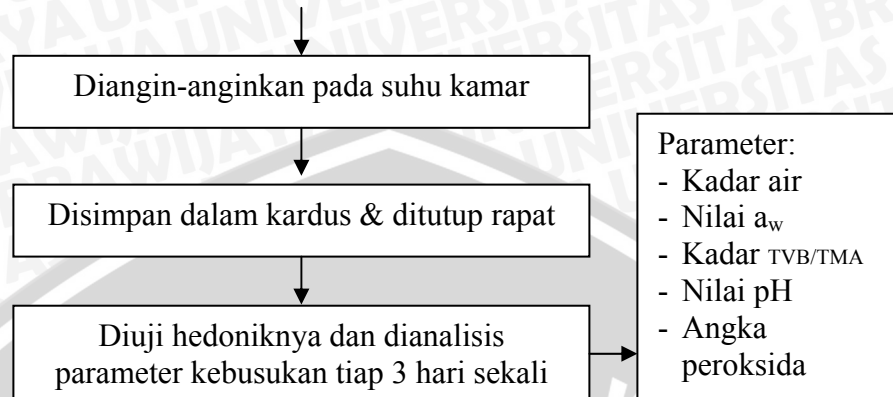 Diangin-anginkan pada suhu kamar
Disimpan dalam kardus & ditutup rapat
Diuji hedoniknya dan dianalisis
parameter kebusukan tiap 3 hari sekali
Parameter:
- Kadar air
- Nilai aw
- Kadar TVB/TMA
- Nilai pH
- Angka
peroksida